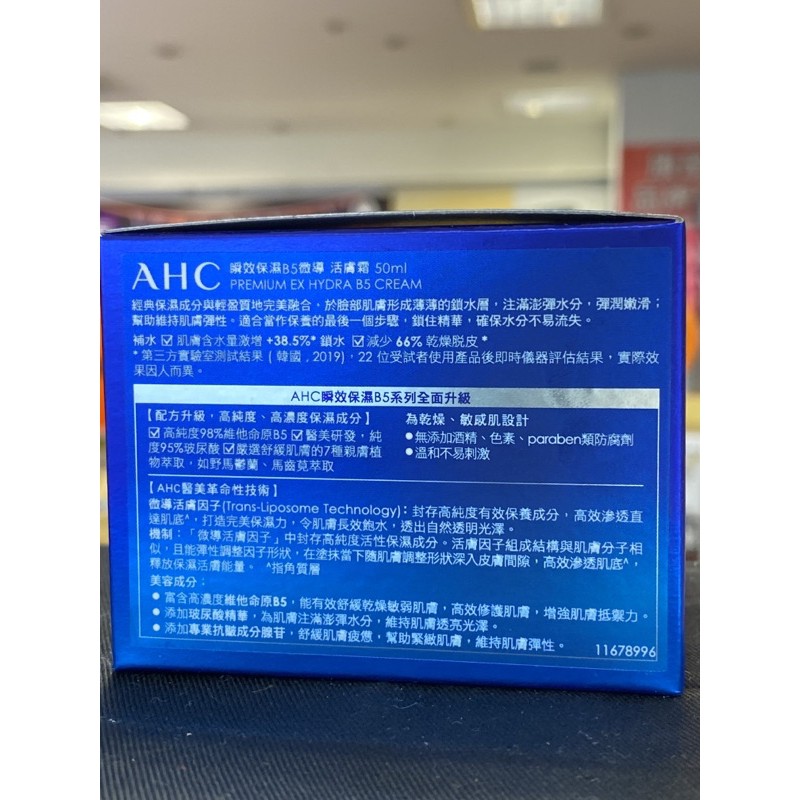 AHC 瞬效保濕B5微導 活膚霜 50ml
PREMIUM EX HYDRA B5 CREAM
經典保濕成分與輕盈質地完美融合，於臉部肌膚形成薄薄的鎖水層，注滿澎彈水分，彈潤嫩滑；
幫助維持肌膚彈性。適合當作保養的最後一個步驟，鎖住精華，確保水分不易流失。
補水 ☑ 肌膚含水量激增 +38.5%* 鎖水 ☑ 減少 66% 乾燥脫皮 *
* 第三方實驗室測試結果 ( 韓國 , 2019)，22 位受試者使用產品後即時儀器評估結果，實際效
果因人而異。
AHC瞬效保濕B5系列全面升級
【配方升級，高純度、高濃度保濕成分】
☑ 高純度98%維他命原B5 ☑ 醫美研發，純
度95%玻尿酸 ☑ 嚴選舒緩肌膚的7種親膚植
物萃取，如野馬鬱蘭、馬齒莧萃取
為乾燥、敏感肌設計
●無添加酒精、色素、paraben類防腐劑
●溫和不易刺激
【AHC醫美革命性技術】
微導活膚因子(Trans-Liposome Technology)：封存高純度有效保養成分，高效滲透直
達肌底^，打造完美保濕力，令肌膚長效飽水，透出自然透明光澤。
機制：「微導活膚因子」中封存高純度活性保濕成分。活膚因子組成結構與肌膚分子相
似，且能彈性調整因子形狀，在塗抹當下隨肌膚調整形狀深入皮膚間隙，高效滲透肌底^，
釋放保濕活膚能量。 ^指角質層
美容成分：
● 富含高濃度維他命原B5，能有效舒緩乾燥敏弱肌膚，高效修護肌膚，增強肌膚抵禦力。
● 添加玻尿酸精華，為肌膚注滿澎彈水分，維持肌膚透亮光澤。
● 添加專業抗皺成分腺苷，舒緩肌膚疲憊，幫助緊緻肌膚，維持肌膚彈性。
11678996